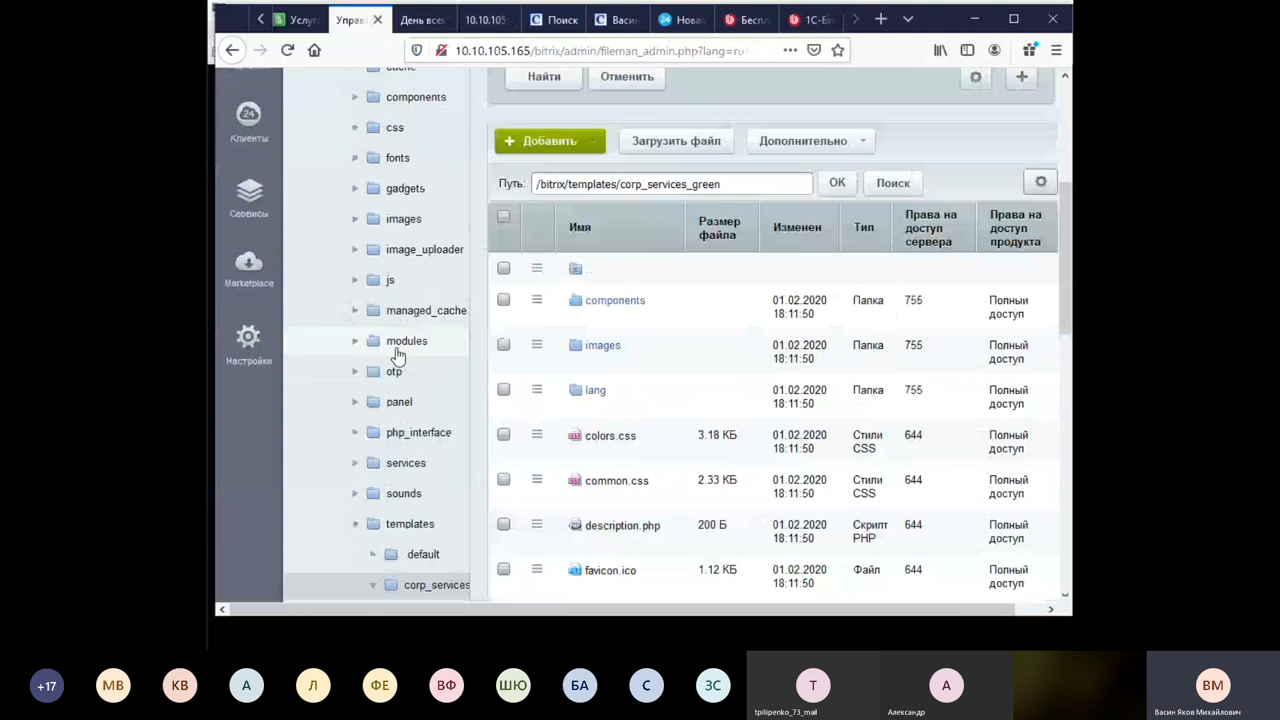 Услуг
Управ
День всех
10.10.105.
Поиск
Васин
Новая
Беспл
1С-Бит
10.10.105.165/bitrix/admin/fileman_admin.php?lang=ru
cache
components
css
fonts
gadgets
images
image_uploader
js
managed_cache
modules
otp
panel
php_interface
services
sounds
templates
default
corp_services
24
Клиенты
Сервисы
Marketplace
Настройки
Найти
Отменить
+ Добавить
Загрузить файл
Дополнительно
Путь: /bitrix/templates/corp_services_green OK Поиск
Имя Размер файла Изменен Тип Права на доступ сервера Права на доступ продукта
..
components 01.02.2020 18:11:50 Папка 755 Полный доступ
images 01.02.2020 18:11:50 Папка 755 Полный доступ
lang 01.02.2020 18:11:50 Папка 755 Полный доступ
colors.css 3.18 КБ 01.02.2020 18:11:50 Стили CSS 644 Полный доступ
common.css 2.33 КБ 01.02.2020 18:11:50 Стили CSS 644 Полный доступ
description.php 200 Б 01.02.2020 18:11:50 Скрипт PHP 644 Полный доступ
favicon.ico 1.12 КБ 01.02.2020 18:11:50 Файл 644 Полный доступ
+17
МВ
КВ
А
Л
ФЕ
ВФ
ШЮ
БА
С
ЗС
Т
tpilipenko_73_mail
А
Александр
ВМ
Васин Яков Михайлович